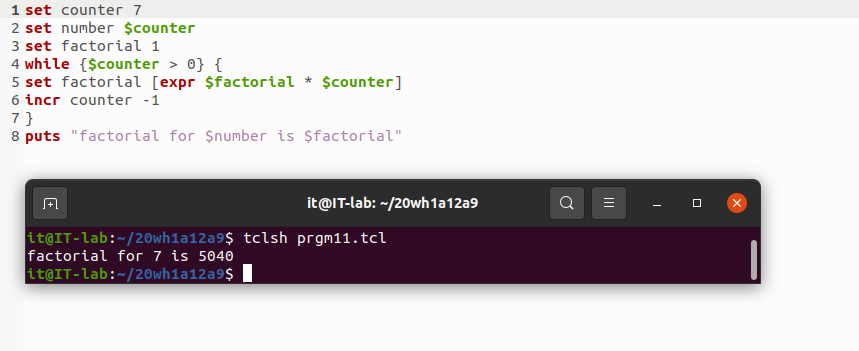 1 set counter 7
2 set number $counter
3 set factorial 1
4 while {$counter > 0} {
5 set factorial [expr $factorial * $counter]
6 incr counter -1
7 }
8 puts "factorial for $number is $factorial"
it@IT-lab: ~/20wh1a12a9
it@IT-lab:~/20wh1a12a9$ tclsh prgm11.tcl
factorial for 7 is 5040
it@IT-lab:~/20wh1a12a9$